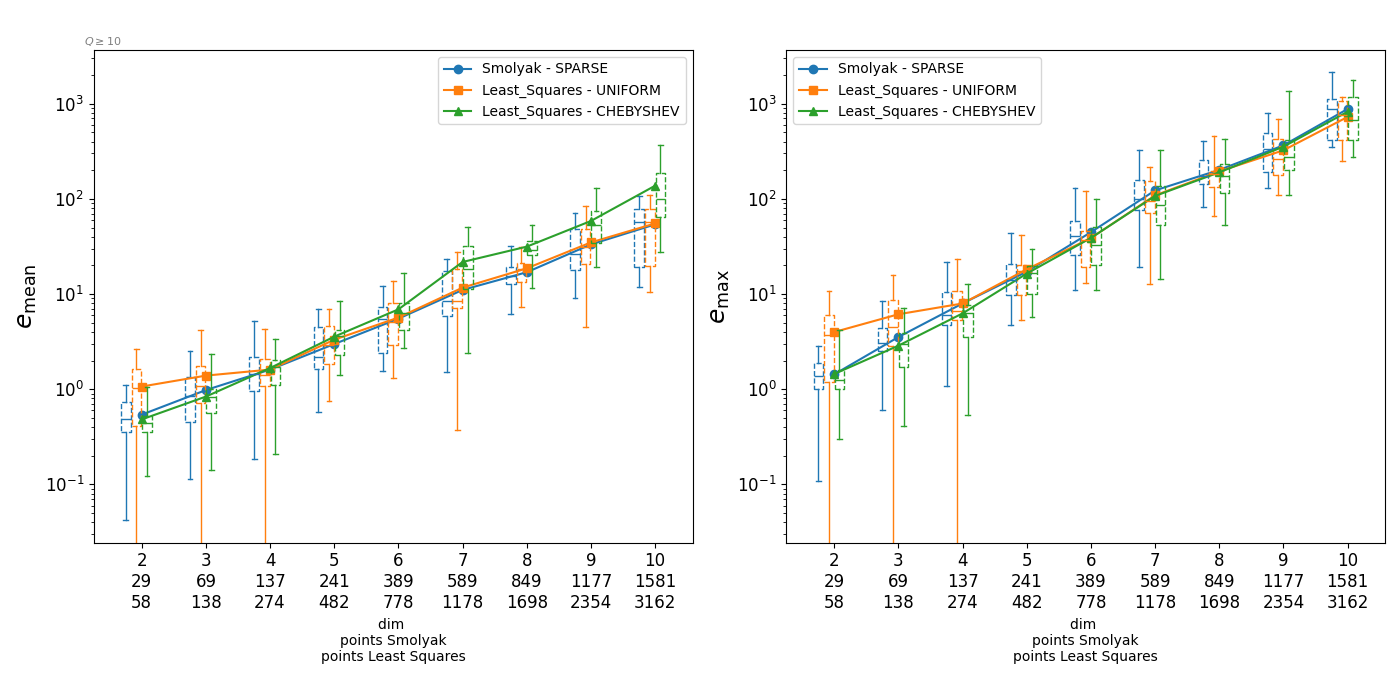 Q ≥ 10
Smolyak - SPARSE
Least_Squares - UNIFORM
Least_Squares - CHEBYSHEV
10³
10²
10¹
10⁰
10⁻¹
e_mean
2 3 4 5 6 7 8 9 10
29 69 137 241 389 589 849 1177 1581
58 138 274 482 778 1178 1698 2354 3162
dim
points Smolyak
points Least Squares
Smolyak - SPARSE
Least_Squares - UNIFORM
Least_Squares - CHEBYSHEV
10³
10²
10¹
10⁰
10⁻¹
e_max
2 3 4 5 6 7 8 9 10
29 69 137 241 389 589 849 1177 1581
58 138 274 482 778 1178 1698 2354 3162
dim
points Smolyak
points Least Squares